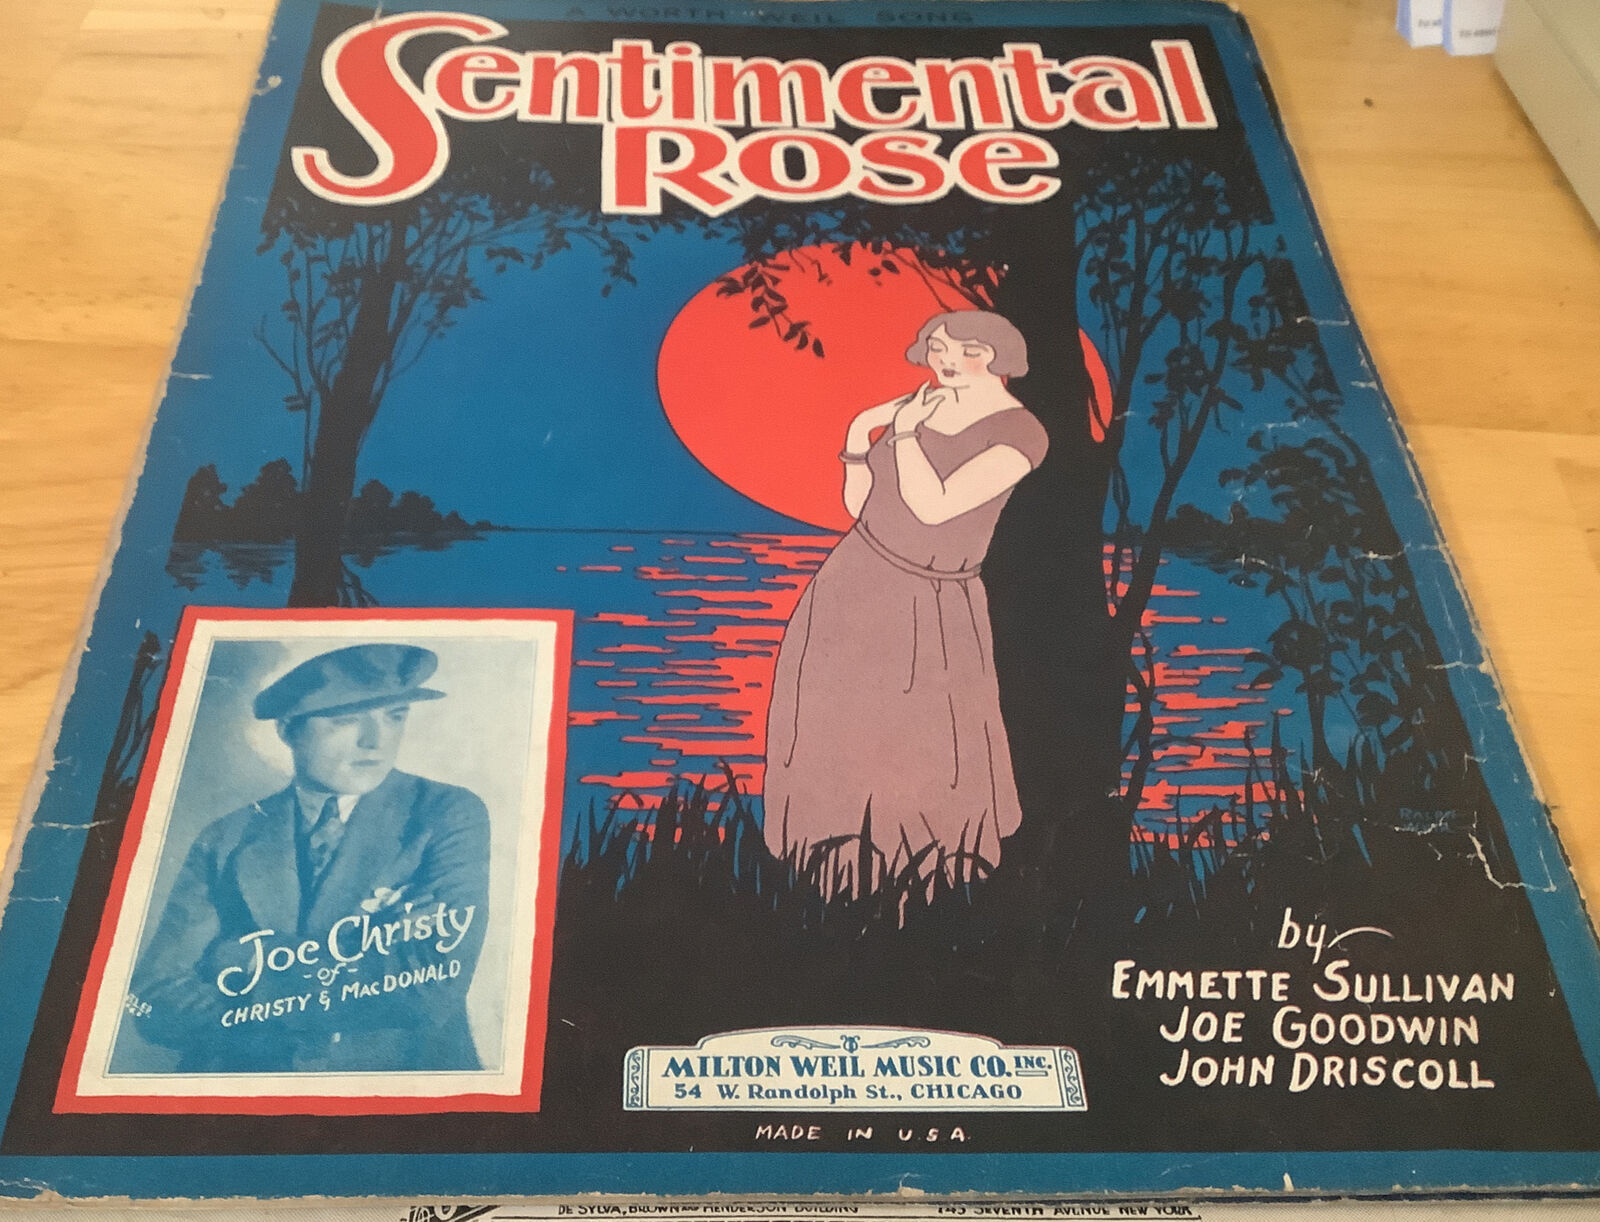 A WORTH "WEIL" SONG
Sentimental
Rose
Joe Christy
-of-
CHRISTY & MacDONALD
by
EMMETTE SULLIVAN
JOE GOODWIN
JOHN DRISCOLL
MILTON WEIL MUSIC CO. INC.
54 W. Randolph St., CHICAGO
MADE IN U.S.A.
DE SYLVA, BROWN AND HENDERSON BUILDING 745 SEVENTH AVENUE NEW YORK